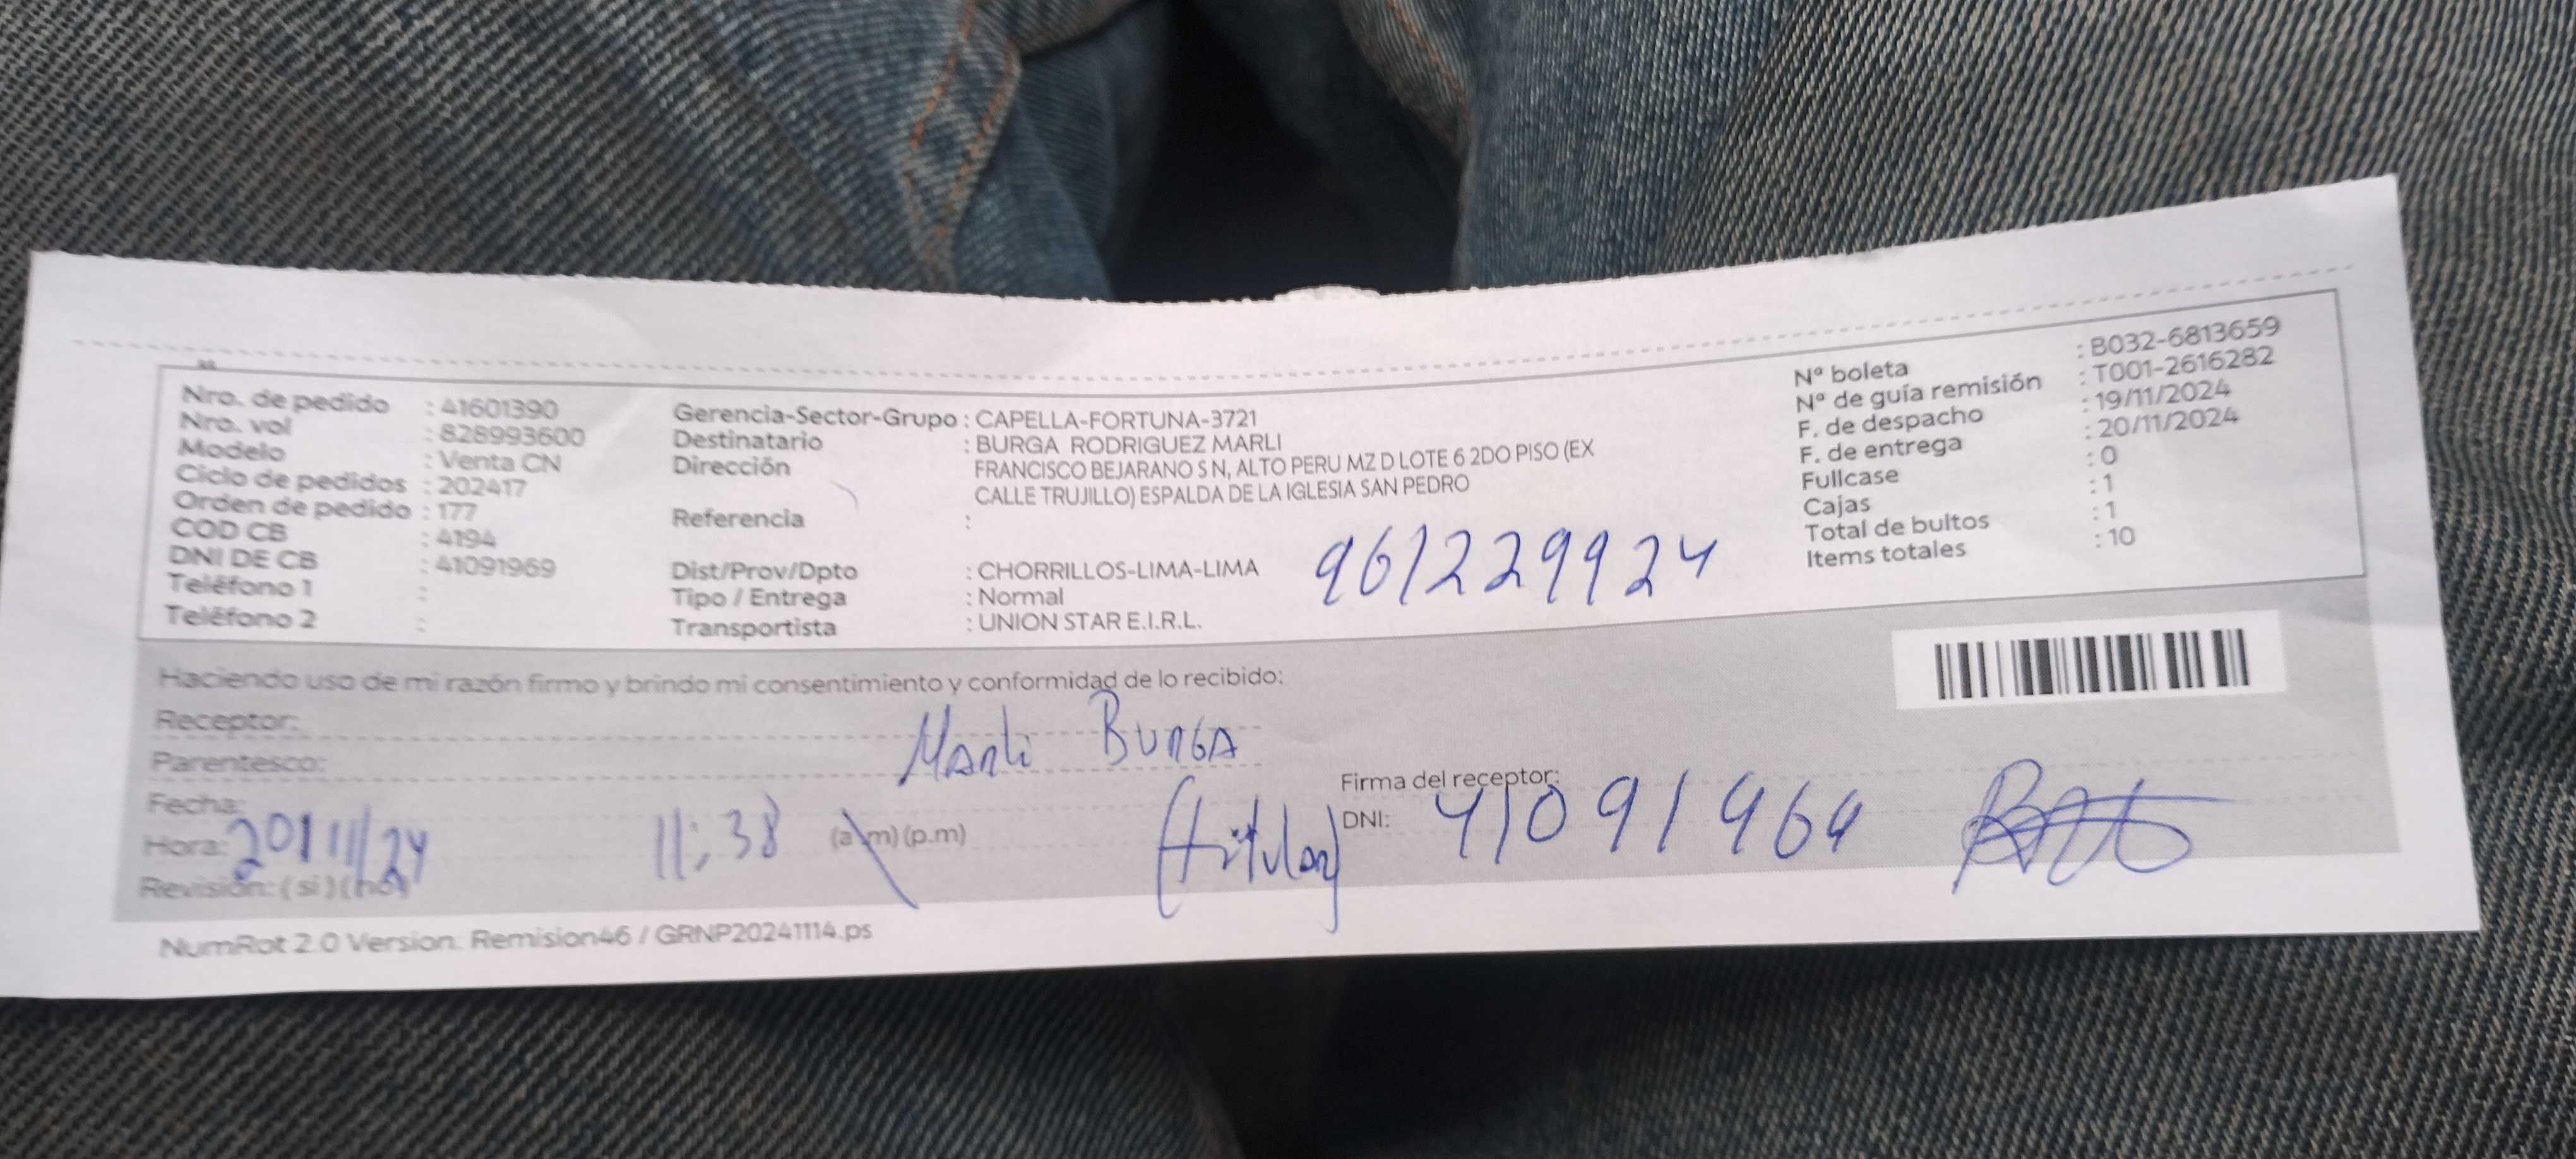 Nro. de pedido : 41601390
Nro. vol : 828993600
Modelo : Venta CN
Ciclo de pedidos : 202417
Orden de pedido : 177
COD CB : 4194
DNI DE CB : 41091969
Teléfono 1 :
Teléfono 2 :
Gerencia-Sector-Grupo : CAPELLA-FORTUNA-3721
Destinatario : BURGA RODRIGUEZ MARLI
Dirección FRANCISCO BEJARANO S N, ALTO PERU MZ D LOTE 6 2DO PISO (EX
CALLE TRUJILLO) ESPALDA DE LA IGLESIA SAN PEDRO
Referencia :
Dist/Prov/Dpto : CHORRILLOS-LIMA-LIMA
Tipo / Entrega : Normal
Transportista : UNION STAR E.I.R.L.
961229924
Nº boleta : B032-6813659
Nº de guía remisión : T001-2616282
F. de despacho : 19/11/2024
F. de entrega : 20/11/2024
Fullcase : 0
Cajas : 1
Total de bultos : 1
Items totales : 10
Haciendo uso de mi razón firmo y brindo mi consentimiento y conformidad de lo recibido:
Receptor: Marli Burga
Parentesco: (titular)
Fecha: 20/11/24
Hora: 11:38 (a.m) (p.m)
Revisión: ( si ) ( no )
Firma del receptor:
DNI: 41091969
NumRot 2.0 Version: Remision46 / GRNP20241114.ps